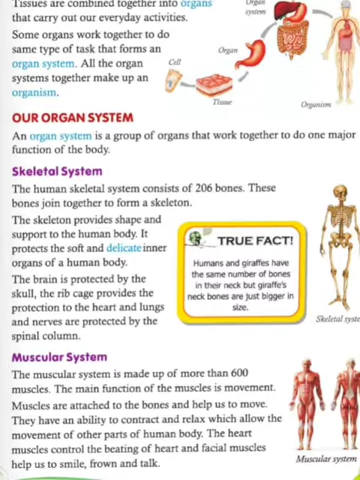 Tissues are combined together into organs
that carry out our everyday activities.
Some organs work together to do
same type of task that forms an
organ system. All the organ
systems together make up an
organism.
Organ
system
Organ
Cell
Tissue
Organism
OUR ORGAN SYSTEM
An organ system is a group of organs that work together to do one major
function of the body.
Skeletal System
The human skeletal system consists of 206 bones. These
bones join together to form a skeleton.
The skeleton provides shape and
support to the human body. It
protects the soft and delicate inner
organs of a human body.
The brain is protected by the
skull, the rib cage provides the
protection to the heart and lungs
and nerves are protected by the
spinal column.
TRUE FACT!
Humans and giraffes have
the same number of bones
in their neck but giraffe's
neck bones are just bigger in
size.
Skeletal syste
Muscular System
The muscular system is made up of more than 600
muscles. The main function of the muscles is movement.
Muscles are attached to the bones and help us to move.
They have an ability to contract and relax which allow the
movement of other parts of human body. The heart
muscles control the beating of heart and facial muscles
help us to smile, frown and talk.
Muscular system